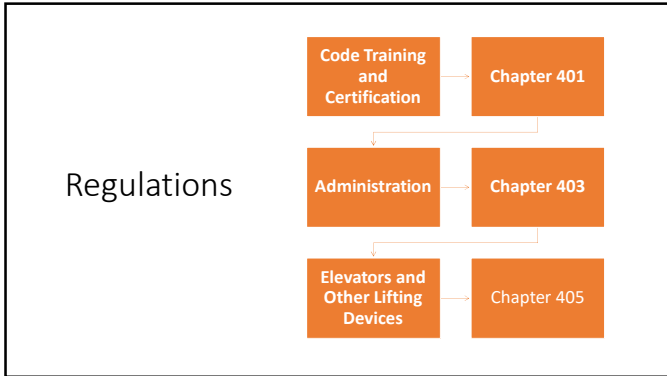 Regulations
Code Training
and
Certification
Chapter 401
Administration
Chapter 403
Elevators and
Other Lifting
Devices
Chapter 405